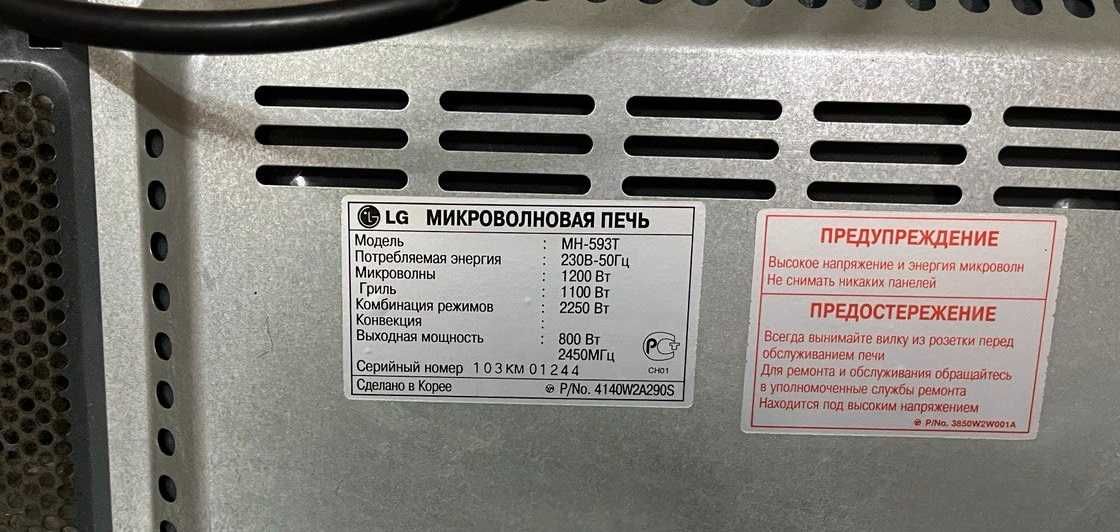 LG МИКРОВОЛНОВАЯ ПЕЧЬ
Модель : MH-593T
Потребляемая энергия : 230В-50Гц
Микроволны : 1200 Вт
Гриль : 1100 Вт
Комбинация режимов : 2250 Вт
Конвекция :
Выходная мощность : 800 Вт
2450МГц
Серийный номер 103KM01244
СН01
Сделано в Корее P/No. 4140W2A290S
ПРЕДУПРЕЖДЕНИЕ
Высокое напряжение и энергия микроволн
Не снимать никаких панелей
ПРЕДОСТЕРЕЖЕНИЕ
Всегда вынимайте вилку из розетки перед
обслуживанием печи
Для ремонта и обслуживания обращайтесь
в уполномоченные службы ремонта
Находится под высоким напряжением
P/No. 3850W2W001A